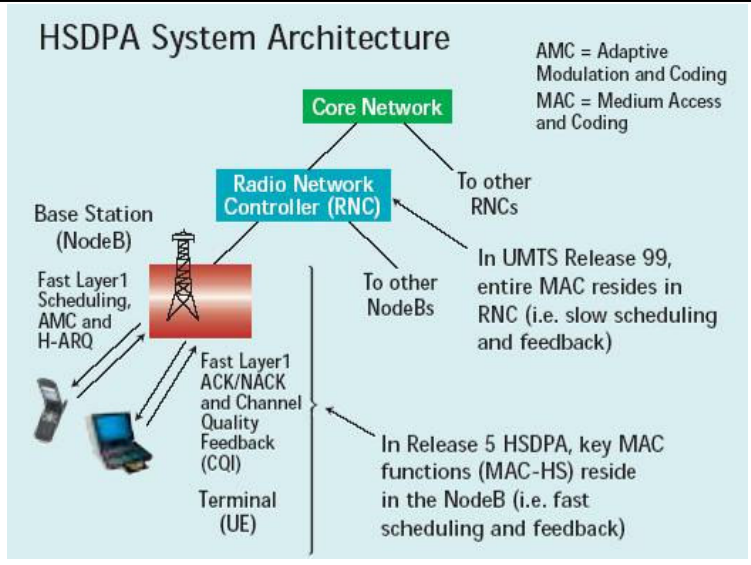 HSDPA System Architecture
AMC = Adaptive
Modulation and Coding
MAC = Medium Access
and Coding
Core Network
Radio Network
Controller (RNC)
To other
RNCs
Base Station
(NodeB)
To other
NodeBs
In UMTS Release 99,
entire MAC resides in
RNC (i.e. slow scheduling
and feedback)
Fast Layer1
Scheduling,
AMC and
H-ARQ
Fast Layer1
ACK/NACK
and Channel
Quality
Feedback
(CQI)
Terminal
(UE)
In Release 5 HSDPA, key MAC
functions (MAC-HS) reside
in the NodeB (i.e. fast
scheduling and feedback)